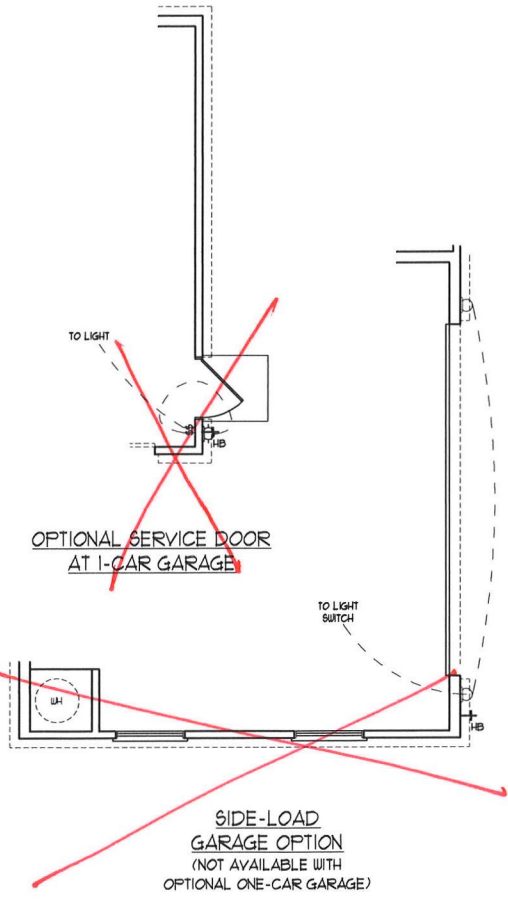 TO LIGHT
HB
OPTIONAL SERVICE DOOR
AT 1-CAR GARAGE
TO LIGHT
SWITCH
WH
HB
SIDE-LOAD
GARAGE OPTION
(NOT AVAILABLE WITH
OPTIONAL ONE-CAR GARAGE)